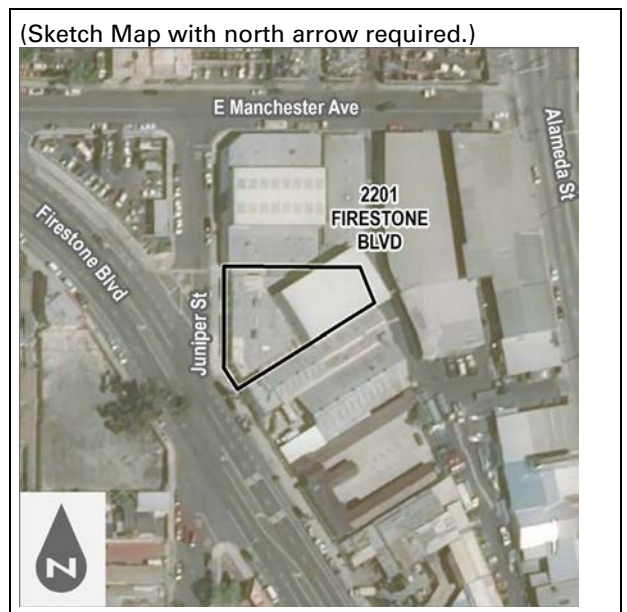 (Sketch Map with north arrow required.)
E Manchester Ave
Alameda St
2201
FIRESTONE
BLVD
Firestone Blvd
Juniper St
N